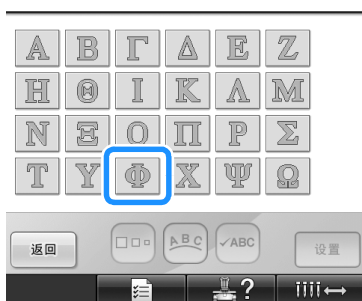 Α Β Γ Δ Ε Ζ
Η Θ Ι Κ Λ Μ
Ν Ξ Ο Π Ρ Σ
Τ Υ Φ Χ Ψ Ω
返回 ABC ✓ABC 设置
?